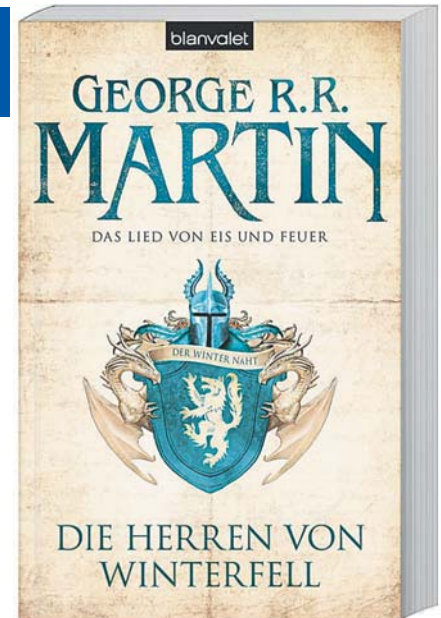 blanvalet
GEORGE R.R.
MARTIN
DAS LIED VON EIS UND FEUER
DER WINTER NAHT
DIE HERREN VON
WINTERFELL